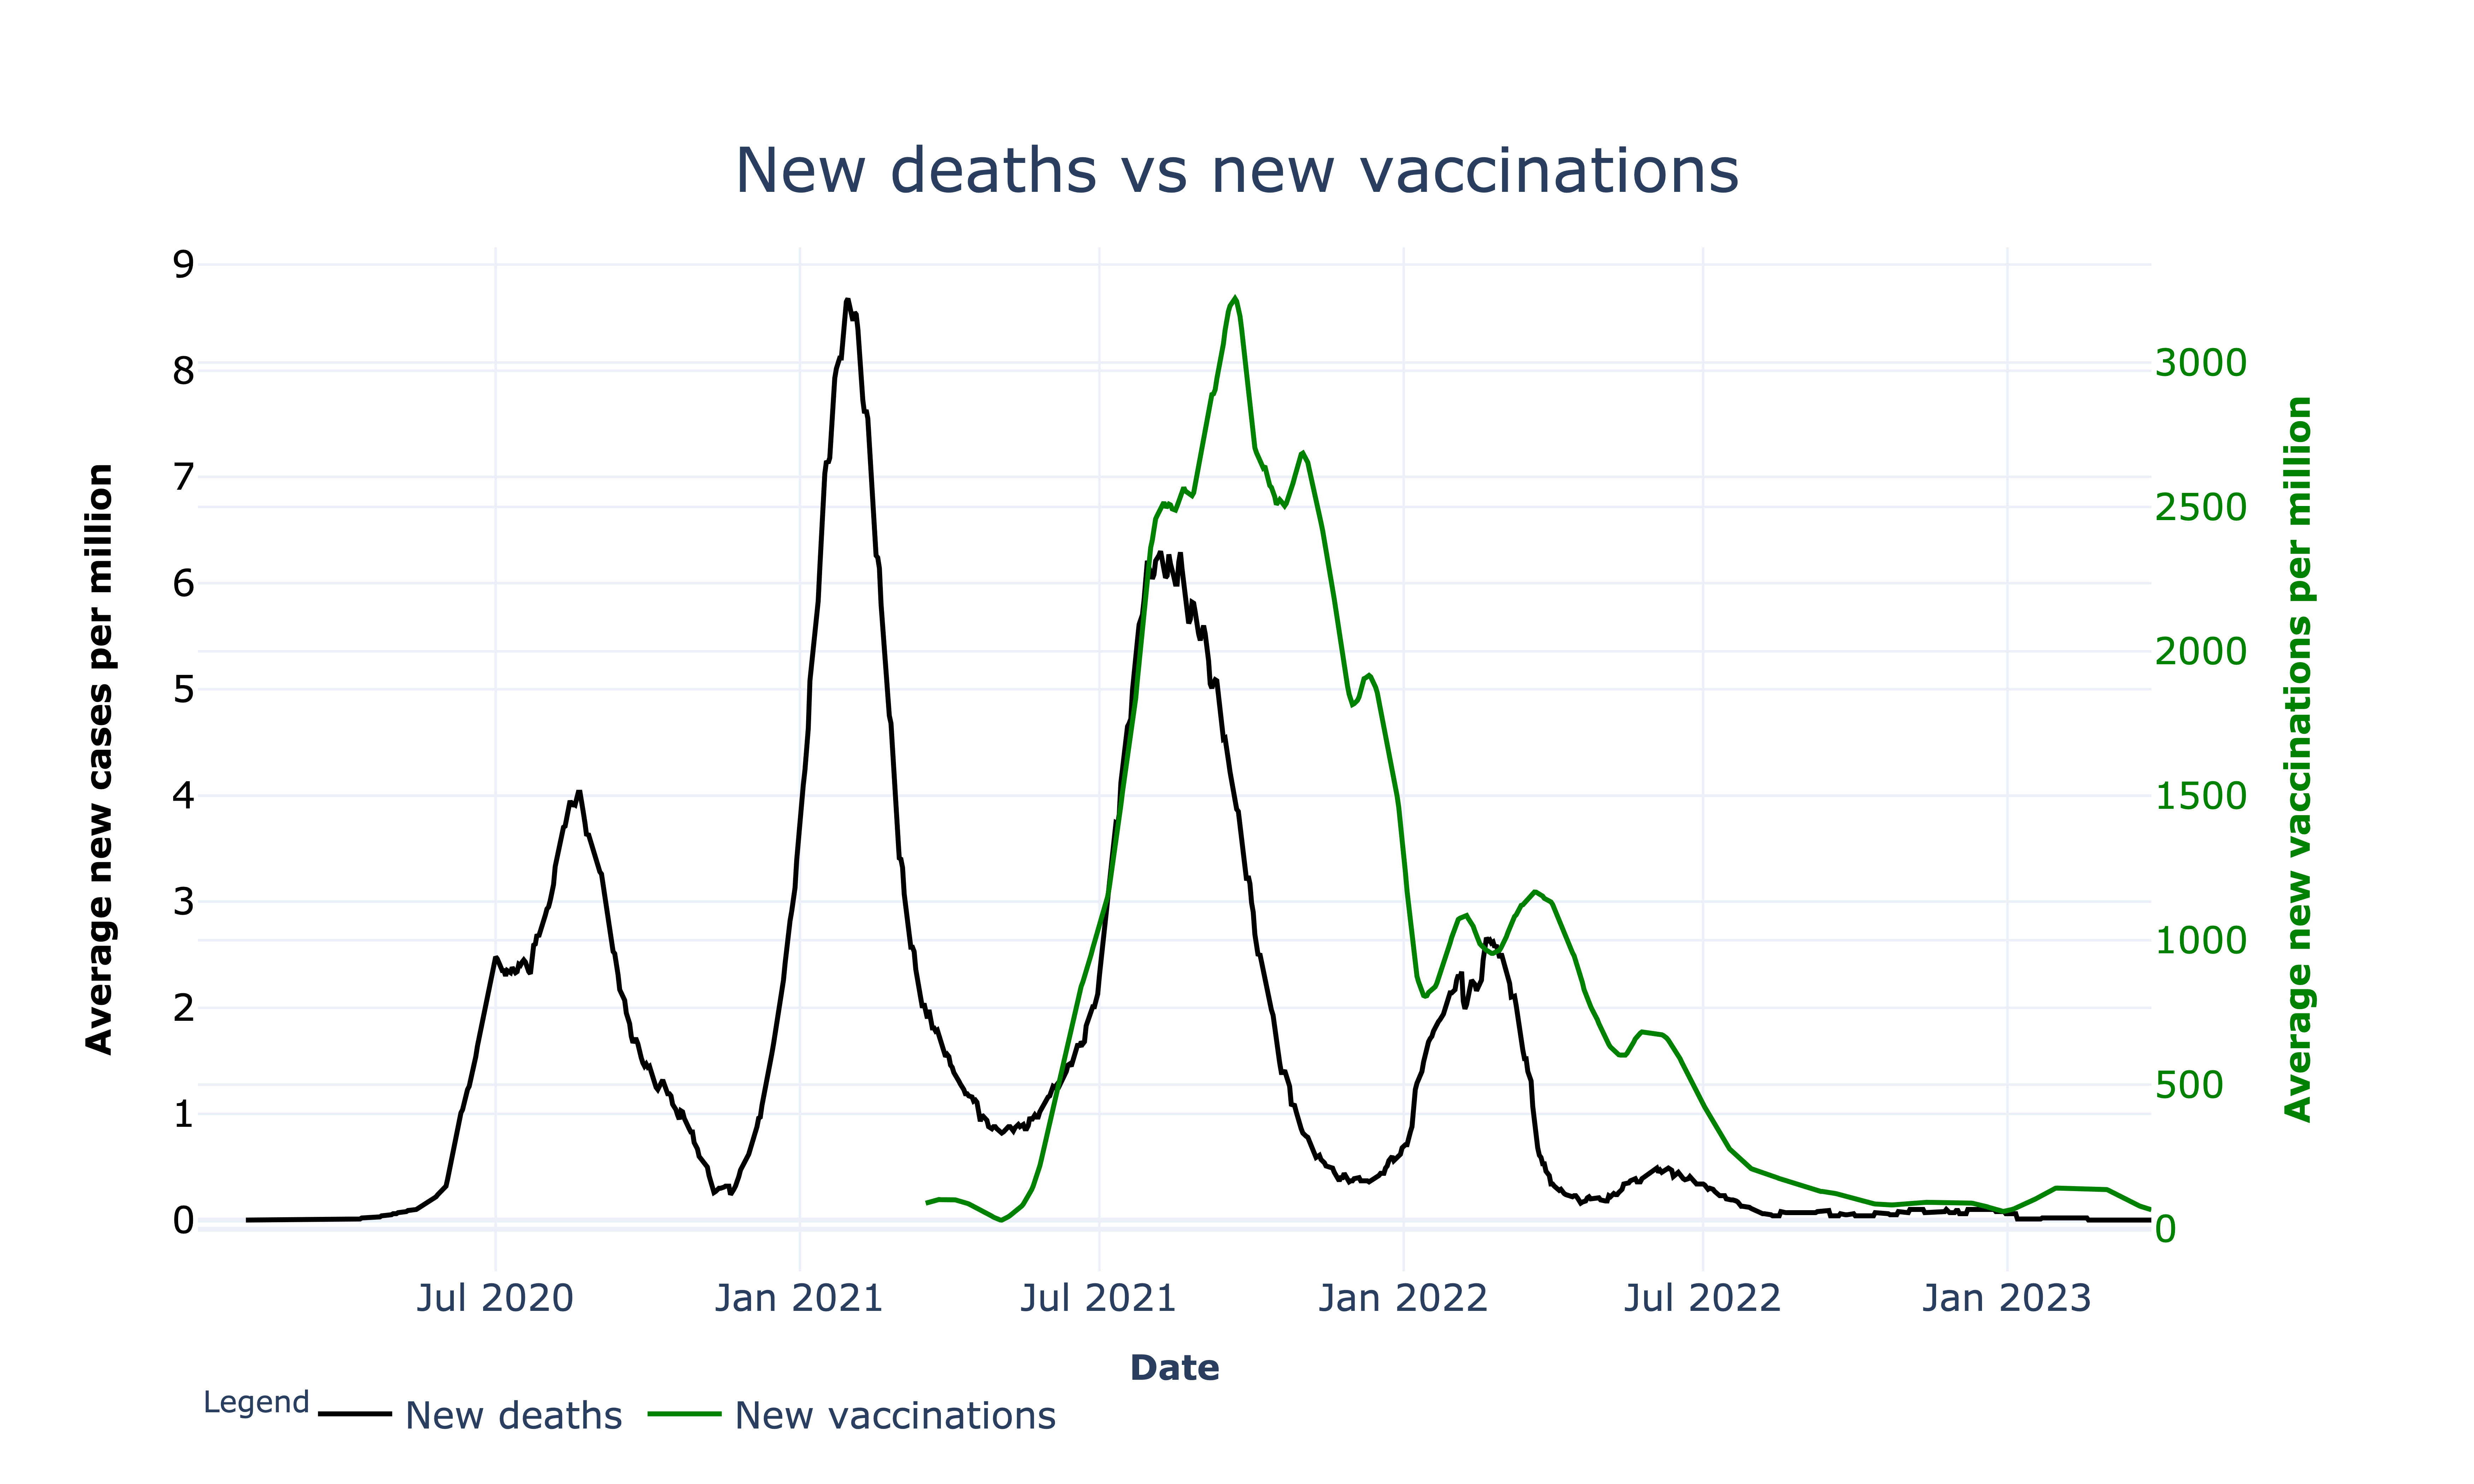 New deaths vs new vaccinations
9
8
7
6
5
4
3
2
1
0
Average new cases per million
3000
2500
2000
1500
1000
500
0
Average new vaccinations per million
Jul 2020
Jan 2021
Jul 2021
Jan 2022
Jul 2022
Jan 2023
Date
Legend
New deaths
New vaccinations